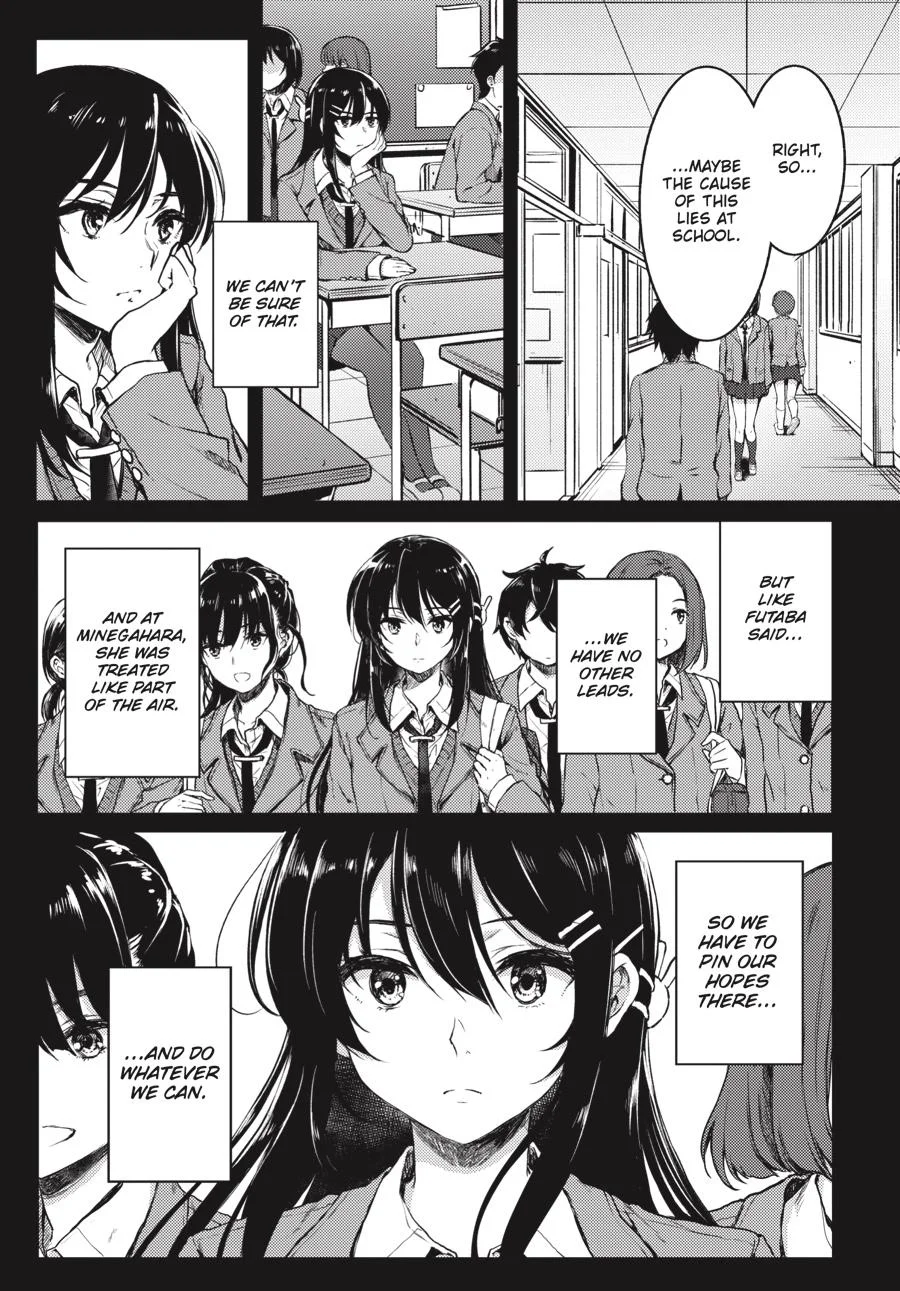 RIGHT,
SO...
...MAYBE
THE CAUSE
OF THIS
LIES AT
SCHOOL.
WE CAN'T
BE SURE
OF THAT.
BUT
LIKE
FUTABA
SAID...
...WE
HAVE NO
OTHER
LEADS.
AND AT
MINEGAHARA,
SHE WAS
TREATED
LIKE PART
OF THE AIR.
SO WE
HAVE TO
PIN OUR
HOPES
THERE...
...AND DO
WHATEVER
WE CAN.